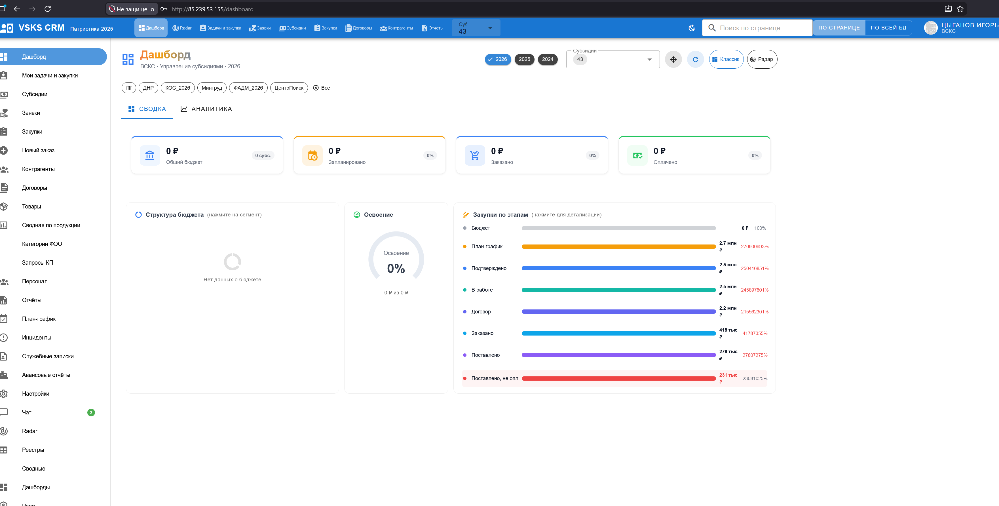 Не защищено http://85.239.53.155/dashboard
VSKS CRM Патриотика 2025
Дашборд Radar Задачи и закупки Заявки Субсидии Закупки Договоры Контрагенты Отчёты
Суб
43
Поиск по странице...
ПО СТРАНИЦЕ ПО ВСЕЙ БД
ЦЫГАНОВ ИГОРЬ
ВСКС
Дашборд
Мои задачи и закупки
Субсидии
Заявки
Закупки
Новый заказ
Контрагенты
Договоры
Товары
Сводная по продукции
Категории ФЭО
Запросы КП
Персонал
Отчёты
План-график
Инциденты
Служебные записки
Авансовые отчёты
Настройки
Чат 2
Radar
Реестры
Сводные
Дашборды
Дашборд
ВСКС · Управление субсидиями · 2026
2026 2025 2024
Субсидии
43
Классик Радар
ffff ДНР КОС_2026 Минтруд ФАДМ_2026 ЦентрПоиск Все
СВОДКА АНАЛИТИКА
0 ₽
Общий бюджет
0 субс.
0 ₽
Запланировано
0%
0 ₽
Заказано
0%
0 ₽
Оплачено
0%
Структура бюджета (нажмите на сегмент)
Нет данных о бюджете
Освоение
Освоение
0%
0 ₽ из 0 ₽
Закупки по этапам (нажмите для детализации)
Бюджет 0 ₽ 100%
План-график 2.7 млн ₽ 270900693%
Подтверждено 2.5 млн ₽ 250416851%
В работе 2.5 млн ₽ 245897601%
Договор 2.2 млн ₽ 215562301%
Заказано 418 тыс ₽ 41787355%
Поставлено 278 тыс ₽ 27807275%
Поставлено, не опл 231 тыс ₽ 23081025%